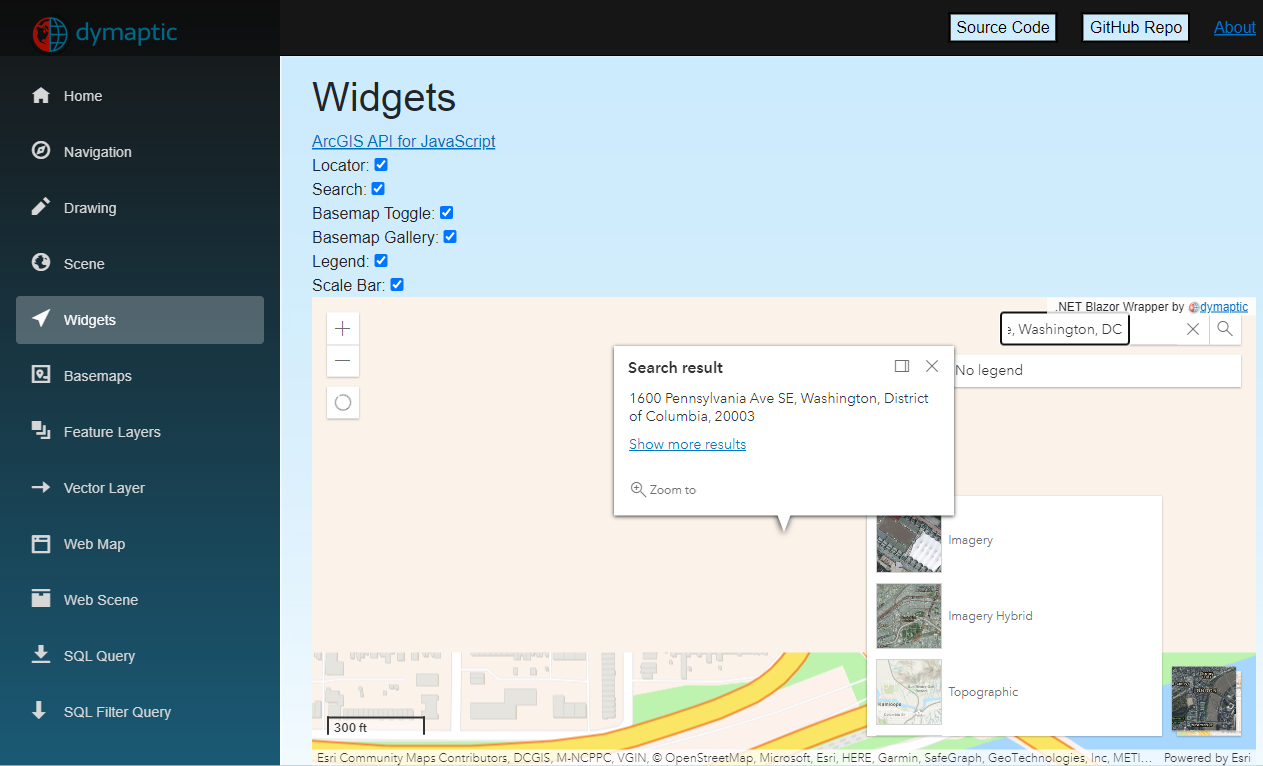 dymaptic
Source Code
GitHub Repo
About
Home
Navigation
Drawing
Scene
Widgets
Basemaps
Feature Layers
Vector Layer
Web Map
Web Scene
SQL Query
SQL Filter Query
Widgets
ArcGIS API for JavaScript
Locator:
Search:
Basemap Toggle:
Basemap Gallery:
Legend:
Scale Bar:
.NET Blazor Wrapper by dymaptic
, Washington, DC
No legend
Search result
1600 Pennsylvania Ave SE, Washington, District
of Columbia, 20003
Show more results
Zoom to
Imagery
Imagery Hybrid
Topographic
300 ft
Esri Community Maps Contributors, DCGIS, M-NCPPC, VGIN, © OpenStreetMap, Microsoft, Esri, HERE, Garmin, SafeGraph, GeoTechnologies, Inc, METI...
Powered by Esri